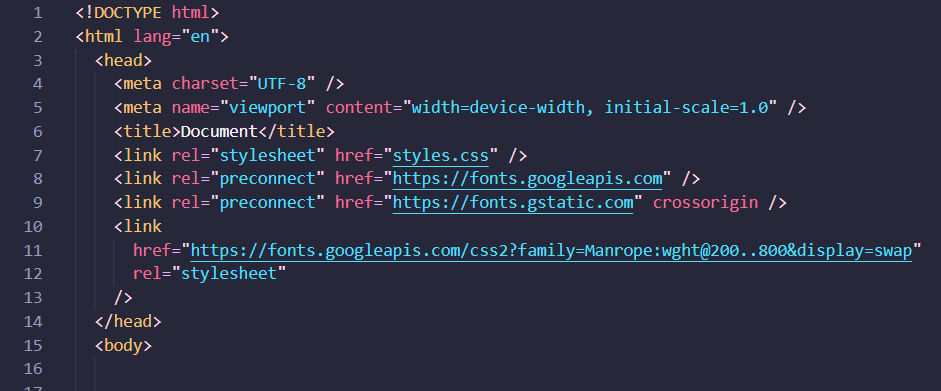 1 <!DOCTYPE html>
2 <html lang="en">
3 <head>
4 <meta charset="UTF-8" />
5 <meta name="viewport" content="width=device-width, initial-scale=1.0" />
6 <title>Document</title>
7 <link rel="stylesheet" href="styles.css" />
8 <link rel="preconnect" href="https://fonts.googleapis.com" />
9 <link rel="preconnect" href="https://fonts.gstatic.com" crossorigin />
10 <link
11 href="https://fonts.googleapis.com/css2?family=Manrope:wght@200..800&display=swap"
12 rel="stylesheet"
13 />
14 </head>
15 <body>
16
17